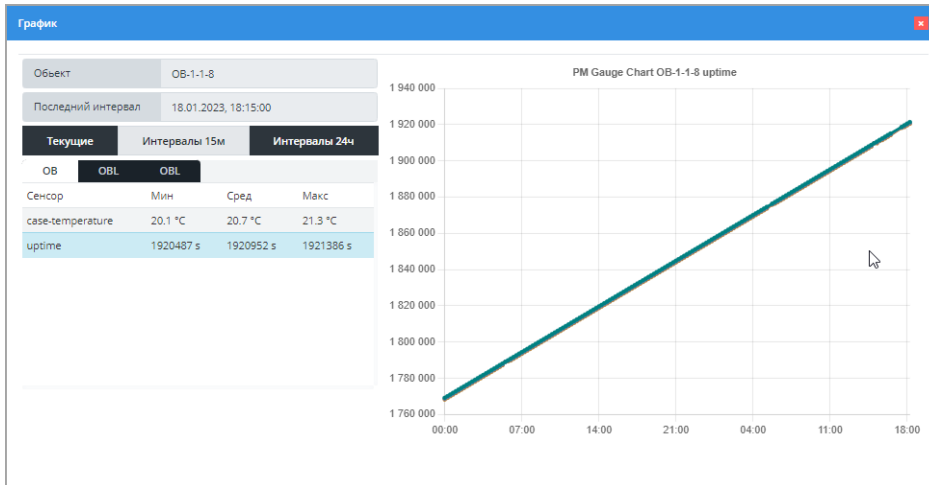 График
Объект OB-1-1-8
Последний интервал 18.01.2023, 18:15:00
Текущие Интервалы 15м Интервалы 24ч
OB OBL OBL
Сенсор Мин Сред Макс
case-temperature 20.1 °C 20.7 °C 21.3 °C
uptime 1920487 s 1920952 s 1921386 s
PM Gauge Chart OB-1-1-8 uptime
1 940 000
1 920 000
1 900 000
1 880 000
1 860 000
1 840 000
1 820 000
1 800 000
1 780 000
1 760 000
00:00 07:00 14:00 21:00 04:00 11:00 18:00